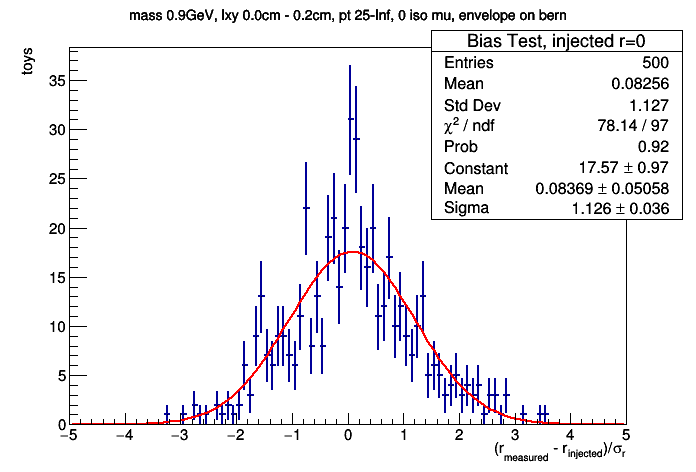 mass 0.9GeV, lxy 0.0cm - 0.2cm, pt 25-Inf, 0 iso mu, envelope on bern
toys
Bias Test, injected r=0
Entries 500
Mean 0.08256
Std Dev 1.127
χ² / ndf 78.14 / 97
Prob 0.92
Constant 17.57 ± 0.97
Mean 0.08369 ± 0.05058
Sigma 1.126 ± 0.036
35
30
25
20
15
10
5
0
−5 −4 −3 −2 −1 0 1 2 3 4 5
(r_measured - r_injected)/σ_r